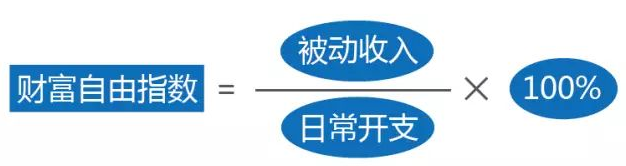 财富自由指数 = 被动收入
日常开支 × 100%